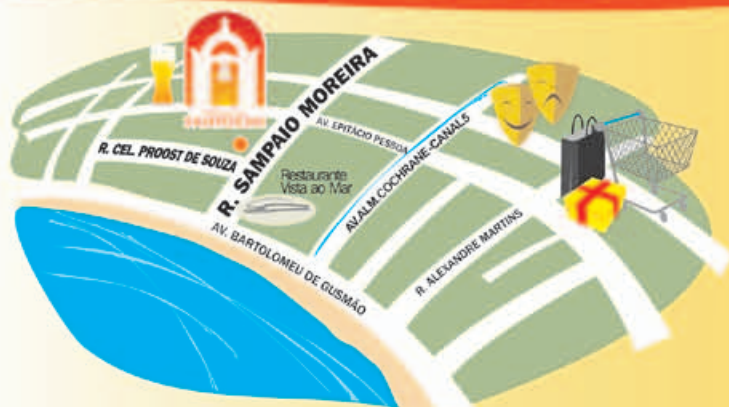 R. SAMPAIO MOREIRA
AV. EPITÁCIO PESSOA
R. CEL. PROOST DE SOUZA
Restaurante
Vista ao Mar
AV.ALM.COCHRANE-CANAL5
AV. BARTOLOMEU DE GUSMÃO
R. ALEXANDRE MARTINS